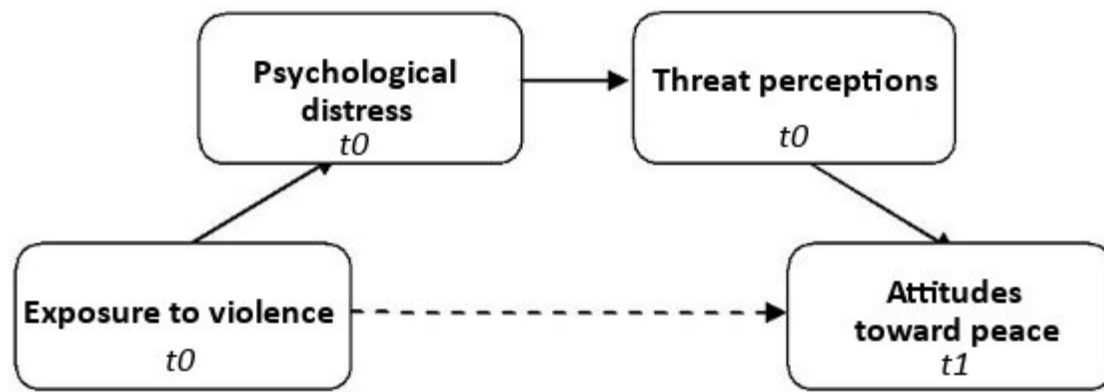 Psychological
distress
t0
Threat perceptions
t0
Exposure to violence
t0
Attitudes
toward peace
t1